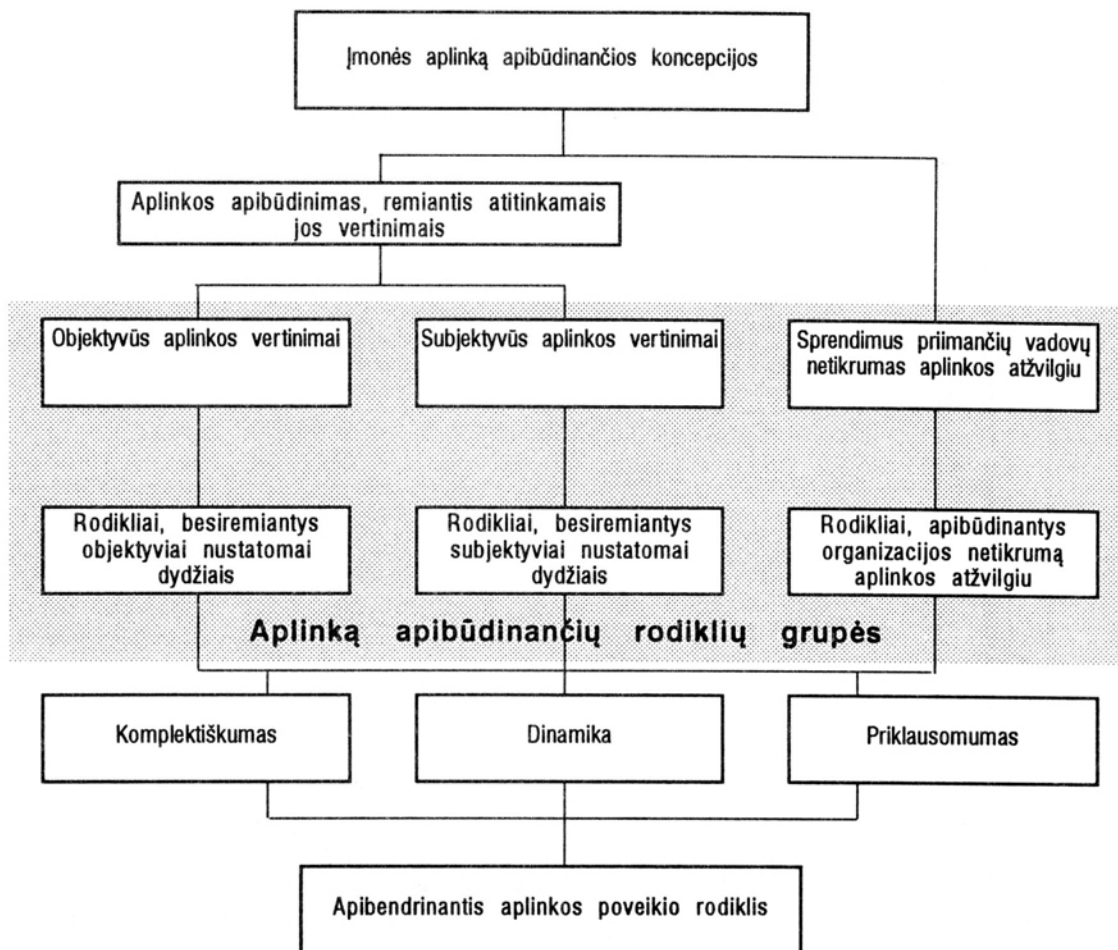 Įmonės aplinką apibūdinančios koncepcijos
Aplinkos apibūdinimas, remiantis atitinkamais
jos vertinimais
Objektyvūs aplinkos vertinimai
Subjektyvūs aplinkos vertinimai
Sprendimus priimančių vadovų
netikrumas aplinkos atžvilgiu
Rodikliai, besiremiantys
objektyviai nustatomai
dydžiais
Rodikliai, besiremiantys
subjektyviai nustatomai
dydžiais
Rodikliai, apibūdinantys
organizacijos netikrumą
aplinkos atžvilgiu
Aplinką apibūdinančių rodiklių grupės
Komplektiškumas
Dinamika
Priklausomumas
Apibendrinantis aplinkos poveikio rodiklis